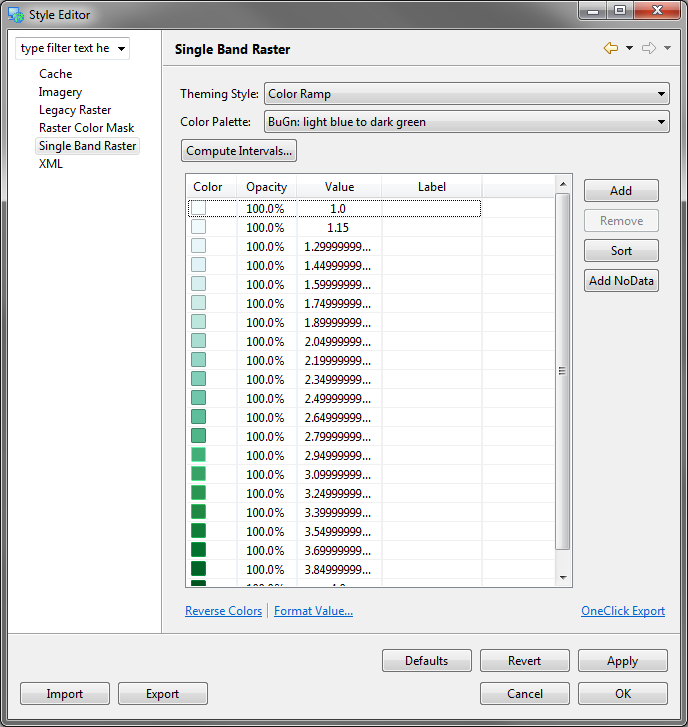 Style Editor
type filter text he
Cache
Imagery
Legacy Raster
Raster Color Mask
Single Band Raster
XML
Single Band Raster
Theming Style: Color Ramp
Color Palette: BuGn: light blue to dark green
Compute Intervals...
Color Opacity Value Label
100.0% 1.0
100.0% 1.15
100.0% 1.29999999...
100.0% 1.44999999...
100.0% 1.59999999...
100.0% 1.74999999...
100.0% 1.89999999...
100.0% 2.04999999...
100.0% 2.19999999...
100.0% 2.34999999...
100.0% 2.49999999...
100.0% 2.64999999...
100.0% 2.79999999...
100.0% 2.94999999...
100.0% 3.09999999...
100.0% 3.24999999...
100.0% 3.39999999...
100.0% 3.54999999...
100.0% 3.69999999...
100.0% 3.84999999...
Add
Remove
Sort
Add NoData
Reverse Colors Format Value... OneClick Export
Defaults Revert Apply
Import Export Cancel OK